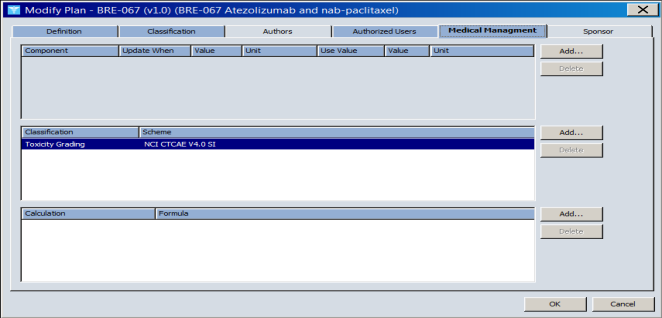 Modify Plan - BRE-067 (v1.0) (BRE-067 Atezolizumab and nab-paclitaxel)
Definition Classification Authors Authorized Users Medical Managment Sponsor
Component Update When Value Unit Use Value Value Unit
Add...
Delete
Classification Scheme
Toxicity Grading NCI CTCAE V4.0 SI
Add...
Delete
Calculation Formula
Add...
Delete
OK Cancel